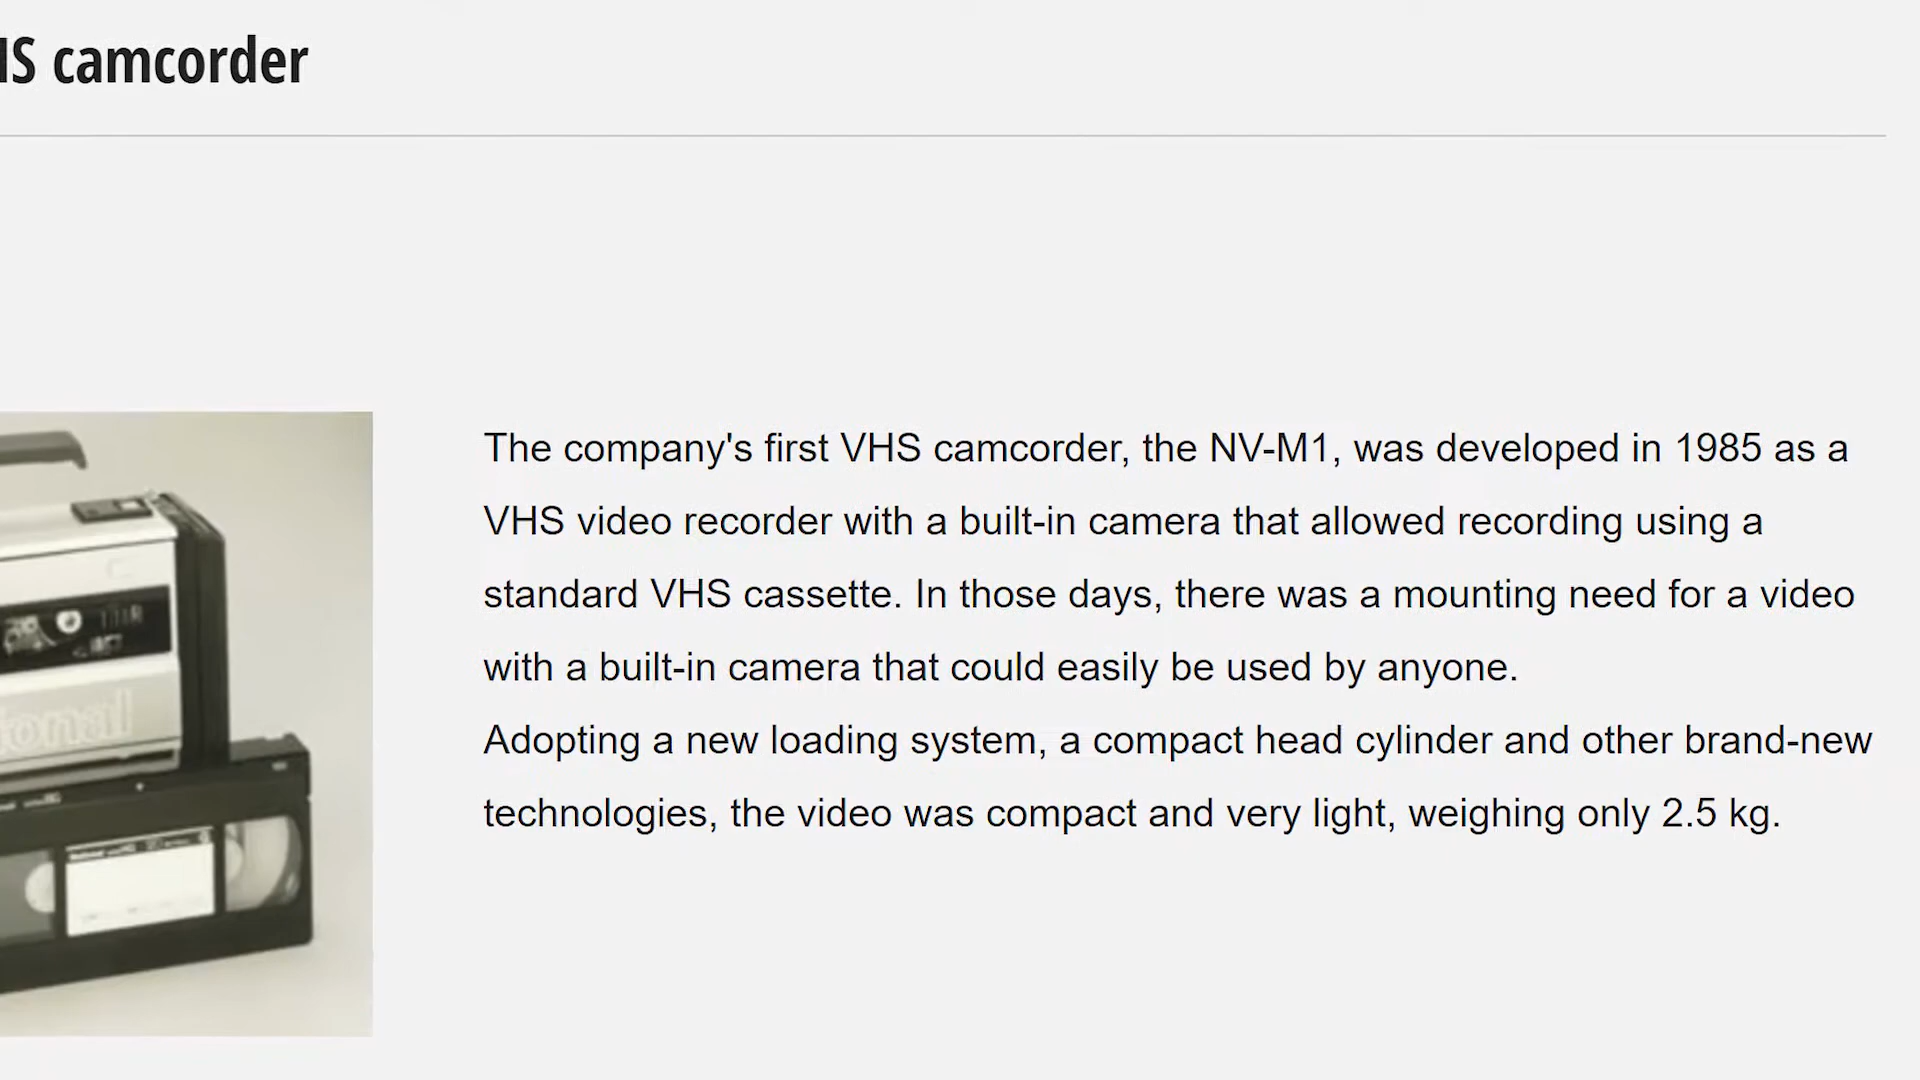 camcorder
The company's first VHS camcorder, the NV-M1, was developed in 1985 as a
VHS video recorder with a built-in camera that allowed recording using a
standard VHS cassette. In those days, there was a mounting need for a video
with a built-in camera that could easily be used by anyone.
Adopting a new loading system, a compact head cylinder and other brand-new
technologies, the video was compact and very light, weighing only 2.5 kg.
ional